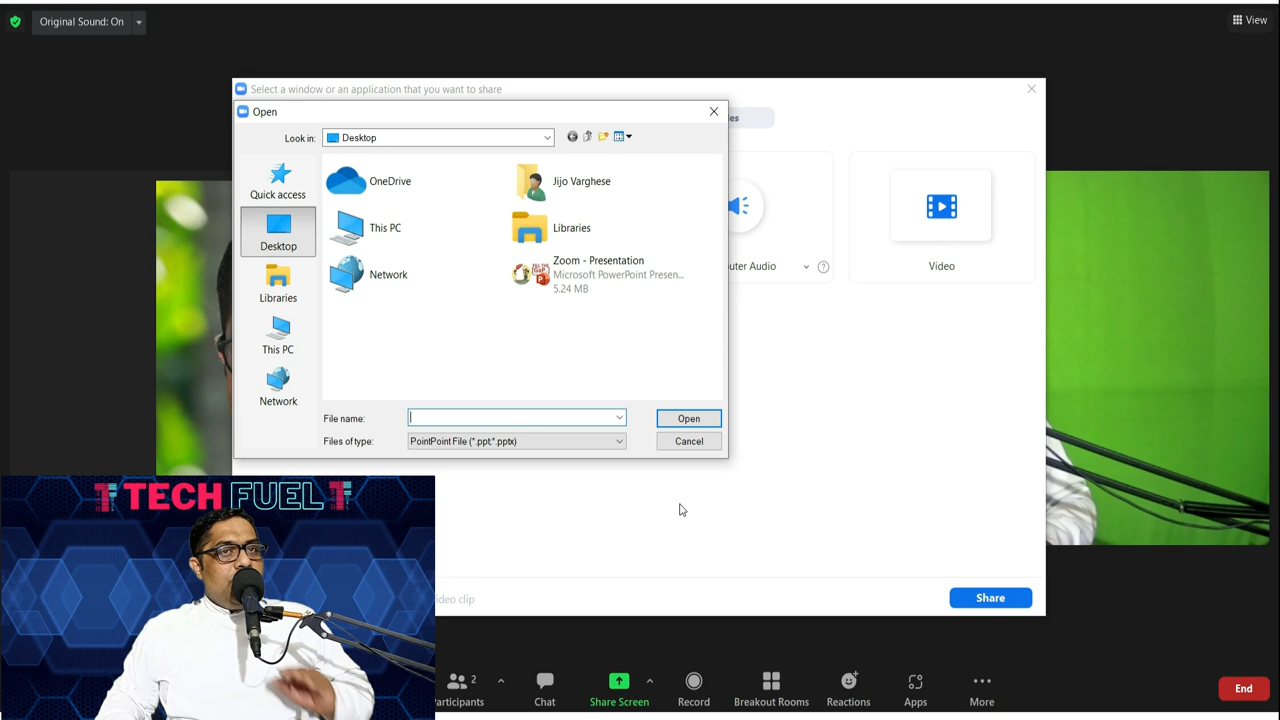 Original Sound: On
View
Select a window or an application that you want to share
Open
Look in:
Desktop
Quick access
Desktop
Libraries
This PC
Network
OneDrive
Jijo Varghese
This PC
Libraries
Network
Zoom - Presentation
Microsoft PowerPoint Presen...
5.24 MB
File name:
Open
Files of type:
PointPoint File (*.ppt;*.pptx)
Cancel
Audio
Video
TECH FUEL
clip
Share
2
Chat
Share Screen
Record
Breakout Rooms
Reactions
Apps
More
End